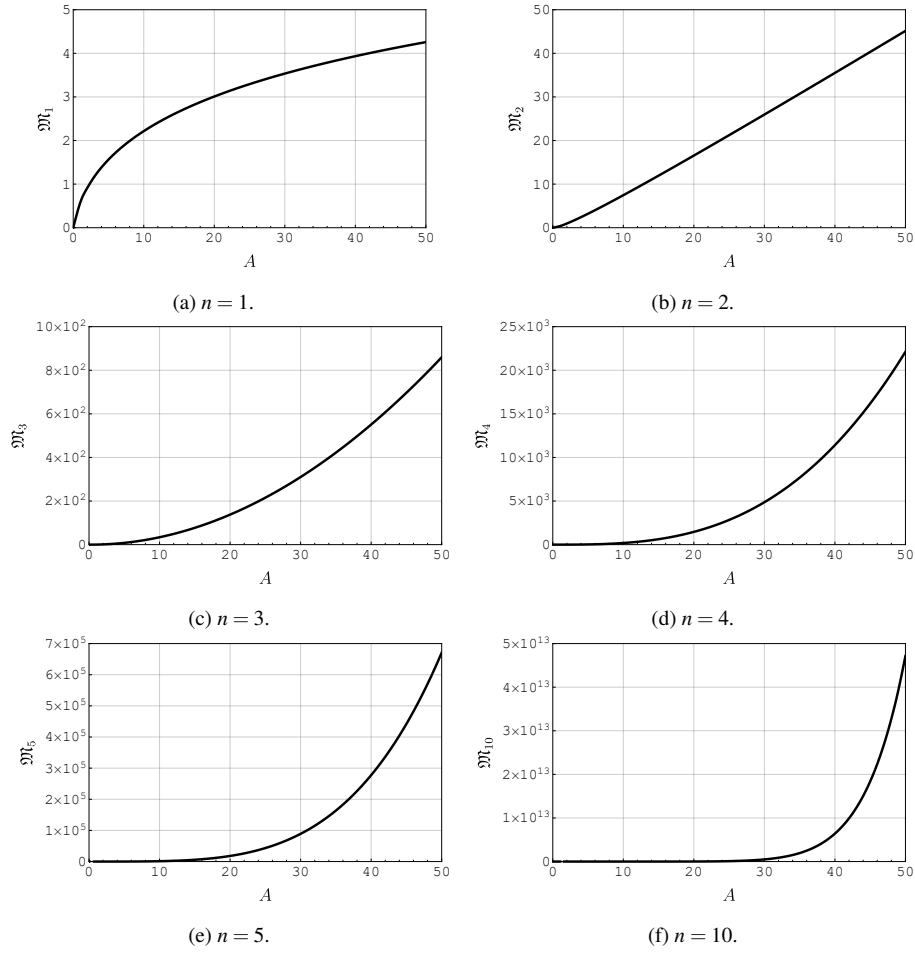 5
4
3
2
1
0
0 10 20 30 40 50
𝔐₁
A
(a) n = 1.
50
40
30
20
10
0
0 10 20 30 40 50
𝔐₂
A
(b) n = 2.
10×10²
8×10²
6×10²
4×10²
2×10²
0
0 10 20 30 40 50
𝔐₃
A
(c) n = 3.
25×10³
20×10³
15×10³
10×10³
5×10³
0
0 10 20 30 40 50
𝔐₄
A
(d) n = 4.
7×10⁵
6×10⁵
5×10⁵
4×10⁵
3×10⁵
2×10⁵
1×10⁵
0
0 10 20 30 40 50
𝔐₅
A
(e) n = 5.
5×10¹³
4×10¹³
3×10¹³
2×10¹³
1×10¹³
0
0 10 20 30 40 50
𝔐₁₀
A
(f) n = 10.